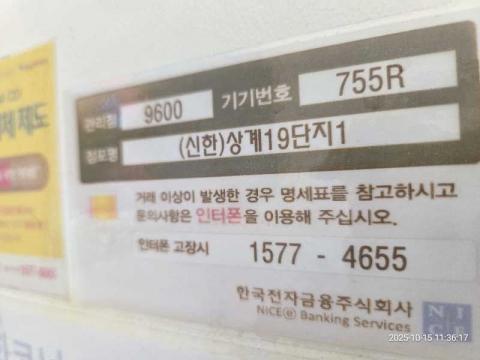 제도
관리점 9600 기기번호 755R
점포명 (신한)상계19단지1
거래 이상이 발생한 경우 명세표를 참고하시고
문의사항은 인터폰을 이용해 주십시오.
인터폰 고장시 1577 - 4655
한국전자금융주식회사
NICE Banking Services
NICE
2025-10-15 11:36:17